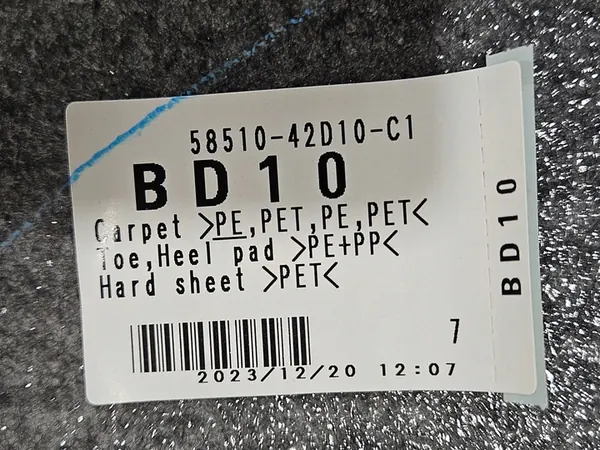 58510-42D10-C1
BD10
Carpet >PE,PET,PE,PET<
Toe,Heel pad >PE+PP<
Hard sheet >PET<
7
2023/12/20 12:07
BD10